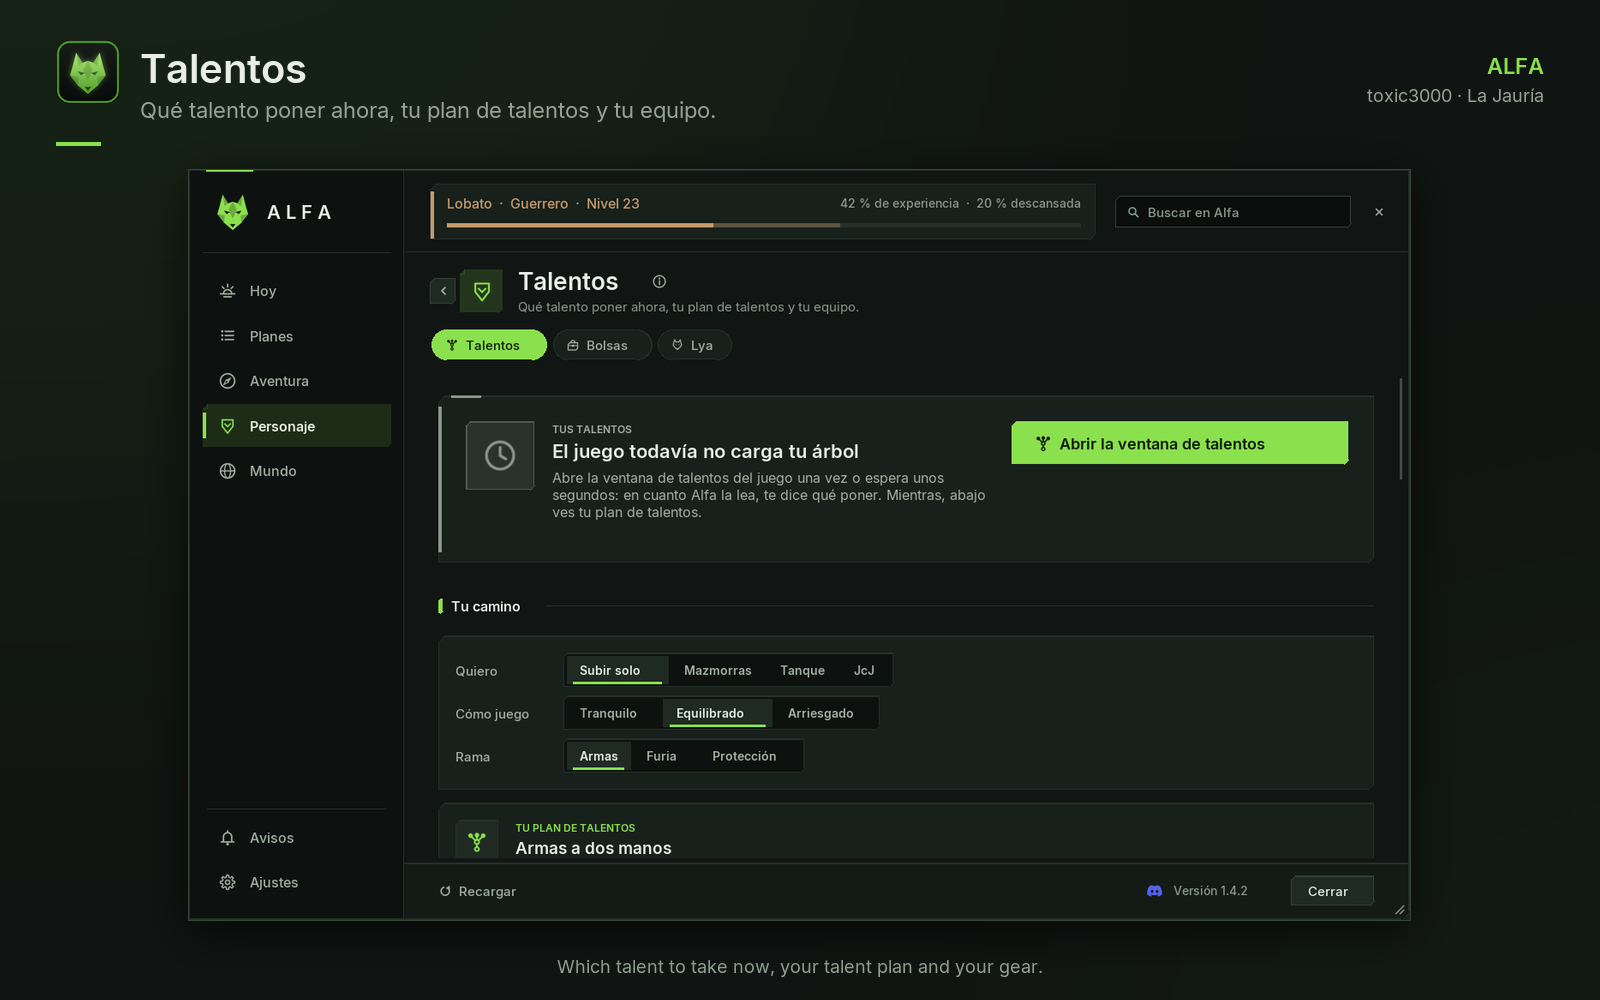 Talentos
Qué talento poner ahora, tu plan de talentos y tu equipo.
ALFA
toxic3000 · La Jauría
ALFA
Lobato · Guerrero · Nivel 23
42 % de experiencia · 20 % descansada
Buscar en Alfa
Hoy
Planes
Aventura
Personaje
Mundo
Talentos
Qué talento poner ahora, tu plan de talentos y tu equipo.
Talentos
Bolsas
Lya
TUS TALENTOS
El juego todavía no carga tu árbol
Abre la ventana de talentos del juego una vez o espera unos
segundos: en cuanto Alfa la lea, te dice qué poner. Mientras, abajo
ves tu plan de talentos.
Abrir la ventana de talentos
Tu camino
Quiero
Subir solo
Mazmorras
Tanque
JcJ
Cómo juego
Tranquilo
Equilibrado
Arriesgado
Rama
Armas
Furia
Protección
TU PLAN DE TALENTOS
Armas a dos manos
Avisos
Ajustes
Recargar
Versión 1.4.2
Cerrar
Which talent to take now, your talent plan and your gear.